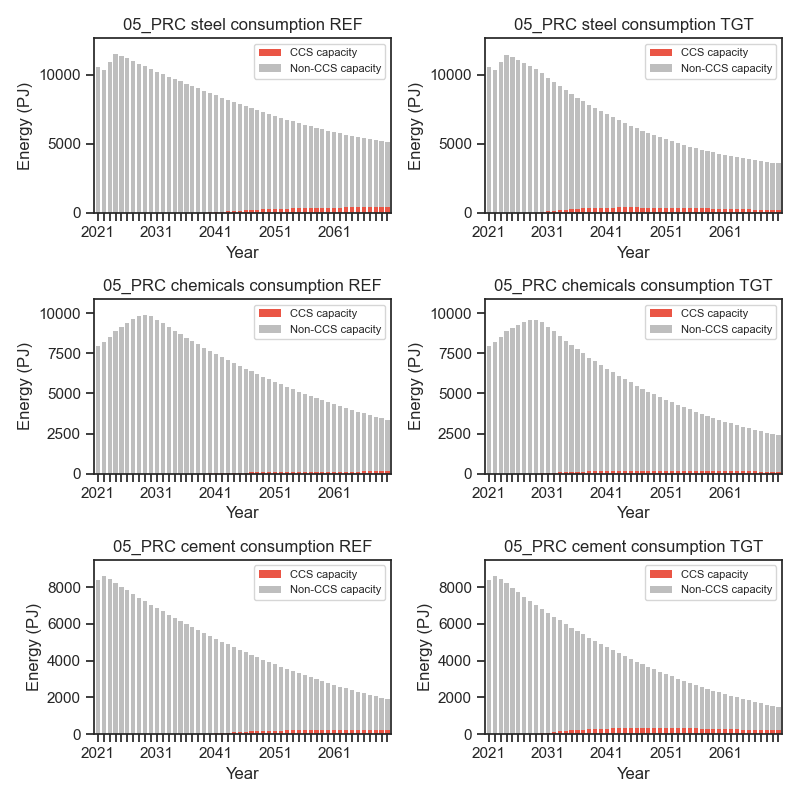 05_PRC steel consumption REF
CCS capacity
Non-CCS capacity
10000
5000
0
Energy (PJ)
2021 2031 2041 2051 2061
Year
05_PRC steel consumption TGT
CCS capacity
Non-CCS capacity
10000
5000
0
Energy (PJ)
2021 2031 2041 2051 2061
Year
05_PRC chemicals consumption REF
CCS capacity
Non-CCS capacity
10000
7500
5000
2500
0
Energy (PJ)
2021 2031 2041 2051 2061
Year
05_PRC chemicals consumption TGT
CCS capacity
Non-CCS capacity
10000
7500
5000
2500
0
Energy (PJ)
2021 2031 2041 2051 2061
Year
05_PRC cement consumption REF
CCS capacity
Non-CCS capacity
8000
6000
4000
2000
0
Energy (PJ)
2021 2031 2041 2051 2061
Year
05_PRC cement consumption TGT
CCS capacity
Non-CCS capacity
8000
6000
4000
2000
0
Energy (PJ)
2021 2031 2041 2051 2061
Year